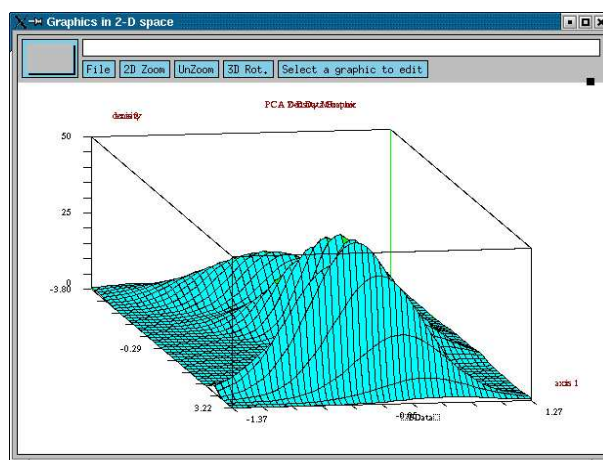 Graphics in 2-D space
File 2D Zoom UnZoom 3D Rot. Select a graphic to edit
PCA
50
25
0
-3.80
-0.29
3.22
-1.37
1.27
axis 1